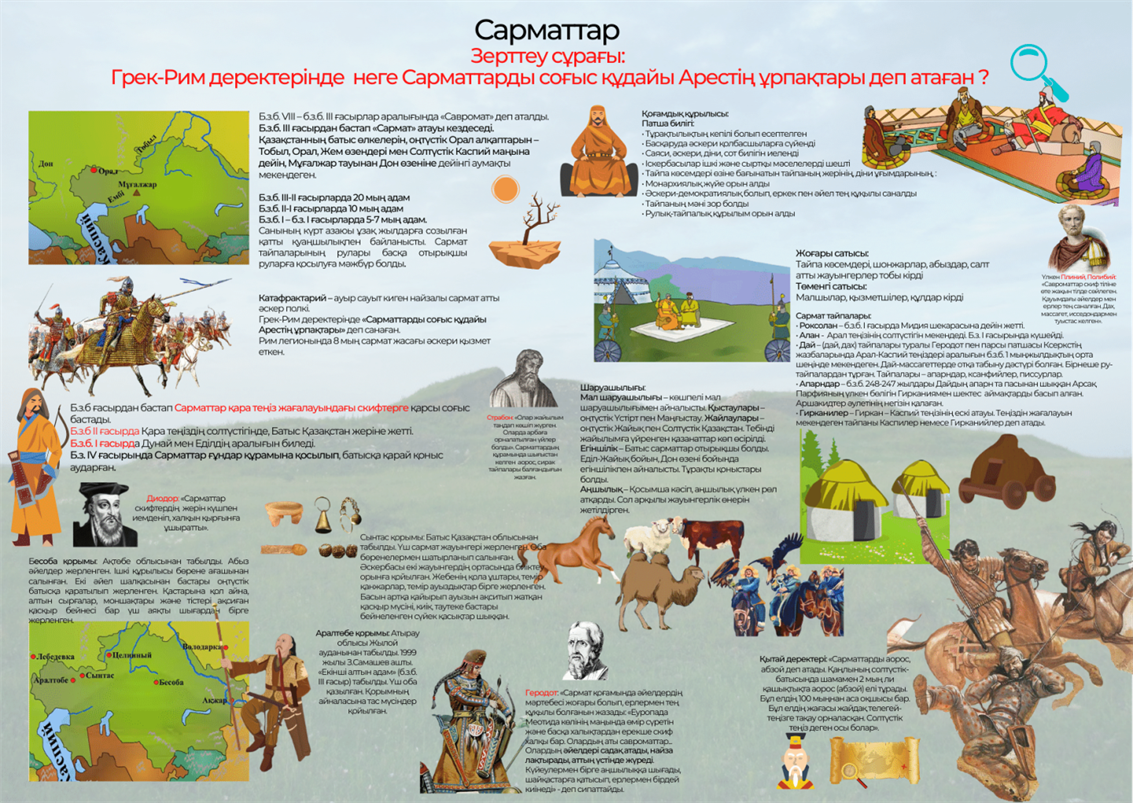 Сарматтар
Зерттеу сұрағы:
Грек-Рим деректерінде неге Сарматтарды соғыс құдайы Арестің ұрпақтары деп атаған ?
Б.з.б. VIII – б.з.б. III ғасырлар аралығында «Савромат» деп аталды.
Б.з.б. III ғасырдан бастап «Сармат» атауы кездеседі.
Қазақстанның батыс өлкелерін, оңтүстік Орал алқаптарын –
Тобыл, Орал, Жем өзендері мен Солтүстік Каспий маңына
дейін, Мұғалжар тауынан Дон өзеніне дейінгі аумақты
мекендеген.
Б.з.б. III-II ғасырларда 20 мың адам
Б.з.б. II-I ғасырларда 10 мың адам
Б.з.б. I – б.з. I ғасырларда 5-7 мың адам.
Санының күрт азаюы ұзақ жылдарға созылған
қатты қуаңшылықпен байланысты. Сармат
тайпаларының рулары басқа отырықшы
руларға қосылуға мәжбүр болды.
Дон
Тобыл
Орал
Мұғалжар
Ембі
Каспий
Қоғамдық құрылысы:
Патша билігі:
· Тұрақтылықтың кепілі болып есептелген
· Басқаруда әскери қолбасшыларға сүйенді
· Саяси, әскери, діни, сот билігін иеленді
· Іскербасылар ішкі және сыртқы мәселелерді шешті
· Тайпа көсемдері өзіне бағынатын тайпаның жерінің, діни ұғымдарының :
· Монархиялық жүйе орын алды
· Әскери-демократиялық болып, еркек пен әйел тең құқылы саналды
· Тайпаның мәні зор болды
· Рулық-тайпалық құрылым орын алды
Үлкен Плиний, Полибий:
«Савроматтар скиф тіліне
өте жақын тілде сөйлеген.
Қауымдағы әйелдер мен
ерлер тең саналған. Дах,
массагет, исседондармен
туыстас келген».
Жоғары сатысы:
Тайпа көсемдері, шонжарлар, абыздар, салт
атты жауынгерлер тобы кірді
Төменгі сатысы:
Малшылар, қызметшілер, құлдар кірді
Сармат тайпалары:
· Роксолан – б.з.б. I ғасырда Мидия шекарасына дейін жетті.
· Алан - Арал теңізінің солтүстігін мекендеді. Б.з. I ғасырында күшейді.
· Дай – (дай, дах) тайпалары туралы Геродот пен парсы патшасы Ксеркстің
жазбаларында Арал-Каспий теңіздері аралығын б.з.б. 1 мыңжылдықтың орта
шеңінде мекендеген. Дай-массагеттерде отқа табыну дәстүрі болған. Бірнеше ру-
тайпалардан тұрған. Тайпалары – апарндар, ксанфийлер, писсурлар.
· Апарндар – б.з.б. 248-247 жылдары Дайдың апарн та пасынан шыққан Арсақ
Парфияның үлкен бөлігін Гирканиямен шектес аймақтарды басып алған.
Аршакидтер әулетінің негізін қалаған.
· Гирканилер – Гиркан – Каспий теңізінің ескі атауы. Теңіздің жағалауын
мекендеген тайпаны Каспилер немесе Гирканийлер деп атады.
Катафрактарий – ауыр сауыт киген найзалы сармат атты
әскер полкі.
Грек-Рим деректерінде «Сарматтарды соғыс құдайы
Арестің ұрпақтары» деп санаған.
Рим легионында 8 мың сармат жасағы әскери қызмет
еткен.
Страбон: «Олар жайылым
таңдап көшіп жүрген.
Оларда арбаға
орнапатылған үйлер
болды. Сарматтардың
құрамында шығыстан
келген аорос, сирак
тайпалары болғандығын
жазған.
Б.з.б ғасырдан бастап Сарматтар қара теңіз жағалауындағы скифтерге қарсы соғыс
бастады.
Б.з.б II ғасырда Қара теңіздің солтүстігінде, Батыс Қазақстан жеріне жетті.
Б.з.б. I ғасырда Дунай мен Еділдің аралығын биледі.
Б.з. IV ғасырында Сарматтар ғұндар құрамына қосылып, батысқа қарай қоныс
аударған.
Шаруашылығы:
Мал шаруашылығы – көшпелі мал
шаруашылығымен айналысты. Қыстаулары –
оңтүстік Үстірт пен Маңғыстау. Жайлаулары –
оңтүстік Жайық пен Солтүстік Қазақстан. Тебінді
жайылымға үйренген қазанаттар көп өсірілді.
Егіншілік – Батыс сарматтар отырықшы болды.
Еділ-Жайық бойын, Дон өзені бойында
егіншілікпен айналысты. Тұрақты қоныстары
болды.
Аңшылық – Қосымша кәсіп, аңшылық үлкен рөл
атқарды. Сол арқылы жауынгерлік өнерін
жетілдірген.
Диодор: «Сарматтар
скифтердің жерін күшпен
иемденіп, халқын қырғынға
ұшыратты».
Бесоба қорымы: Ақтөбе облысынан табылды. Абыз
әйелдер жерленген. Ішкі құрылысы бөрене ағашынан
салынған. Екі әйел шалқасынан бастары оңтүстік
батысқа қаратылып жерленген. Қастарына қол айна,
алтын сырғалар, моншақтары және тістері ақсиған
қасқыр бейнесі бар үш аяқты шығардан бірге
жерленген.
Сынтас қорымы: Батыс Қазақстан облысынан
табылды. Үш сармат жауынгері жерленген. Оба
бөренелермен шатырланып салынған.
Әскербасы екі жауынгердің ортасында биіктеу
орынға қойылған. Жебенің қола ұштары, темір
қанжарлар, темір ауыздықтар бірге жерленген.
Басын артқа қайырып ауызын ақситып жатқан
қасқыр мүсіні, киік, таутеке бастары
бейнеленген сүйек қасықтар шыққан.
Лебедевка
Целинный
Володарка
Аралтөбе
Сынтас
Бесоба
Ақжар
Каспий
Аралтөбе қорымы: Атырау
облысы Жылой
ауданынан табылды. 1999
жылы З.Самашев ашты.
«Екінші алтын адам» (б.з.б.
III ғасыр) табылды. Үш оба
қазылған. Қорымның
айналасына тас мүсіндер
қойылған.
Геродот: «Сармат қоғамында әйелдердің
мәртебесі жоғары болып, ерлермен тең
құқылы болғанын жазады: «Еуропада
Меотида көлінің маңында өмір сүретін
және басқа халықтардан ерекше скиф
халқы бар. Олардың аты савроматтар...
Олардың әйелдері садақ атады, найза
лақтырады, аттың үстінде жүреді.
Күйеулермен бірге аңшылыққа шығады,
шайқастарға қатысып, ерлермен бірдей
киінеді» - деп сипаттайды.
Қытай деректері: «Сарматтарды аорос,
абзой деп атады. Қаңлының солтүстік-
батысында шамамен 2 мың ли
қашықтықта аорос (абзой) елі тұрады.
Бұл елдің 100 мыңнан аса оқшысы бар.
Бұл елдің жағасы жайдақ телегей-
теңізге тақау орналасқан. Солтүстік
теңіз деген осы болар».